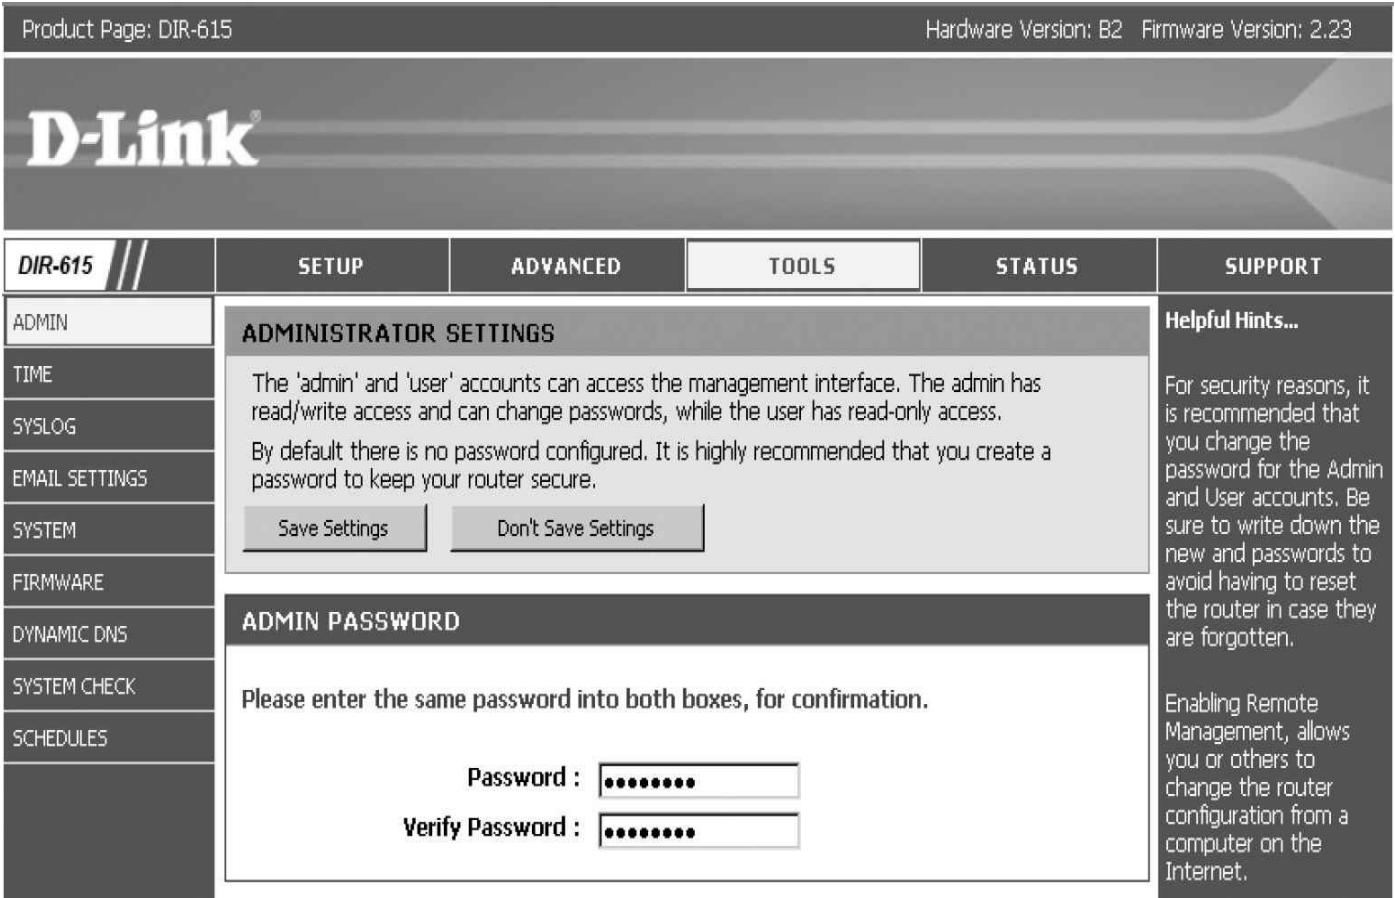 Product Page: DIR-615
Hardware Version: B2 Firmware Version: 2.23
D-Link®
DIR-615
SETUP
ADVANCED
TOOLS
STATUS
SUPPORT
ADMIN
TIME
SYSLOG
EMAIL SETTINGS
SYSTEM
FIRMWARE
DYNAMIC DNS
SYSTEM CHECK
SCHEDULES
ADMINISTRATOR SETTINGS
The 'admin' and 'user' accounts can access the management interface. The admin has
read/write access and can change passwords, while the user has read-only access.
By default there is no password configured. It is highly recommended that you create a
password to keep your router secure.
Save Settings
Don't Save Settings
ADMIN PASSWORD
Please enter the same password into both boxes, for confirmation.
Password : ••••••••
Verify Password : ••••••••
Helpful Hints...
For security reasons, it
is recommended that
you change the
password for the Admin
and User accounts. Be
sure to write down the
new and passwords to
avoid having to reset
the router in case they
are forgotten.
Enabling Remote
Management, allows
you or others to
change the router
configuration from a
computer on the
Internet.